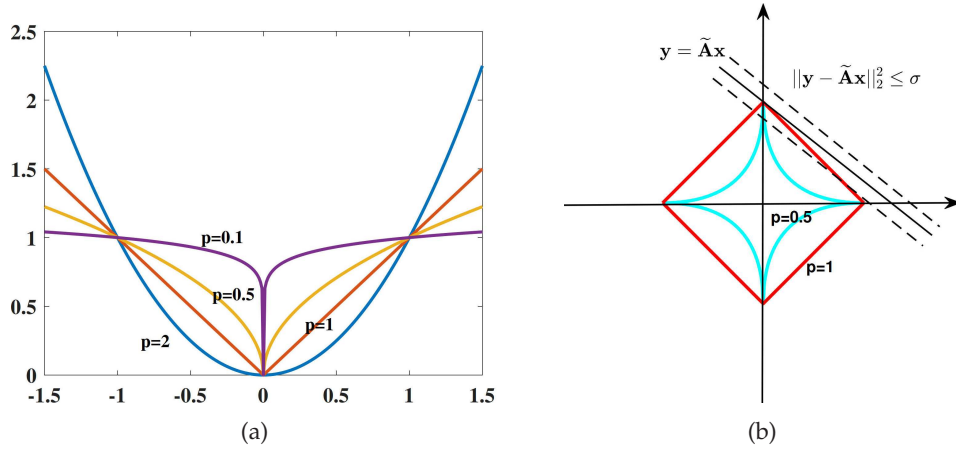 2.5
2
1.5
1
0.5
0
-1.5 -1 -0.5 0 0.5 1 1.5
p=0.1
p=0.5
p=1
p=2
(a)
y = Ãx
||y − Ãx||₂² ≤ σ
p=0.5
p=1
(b)